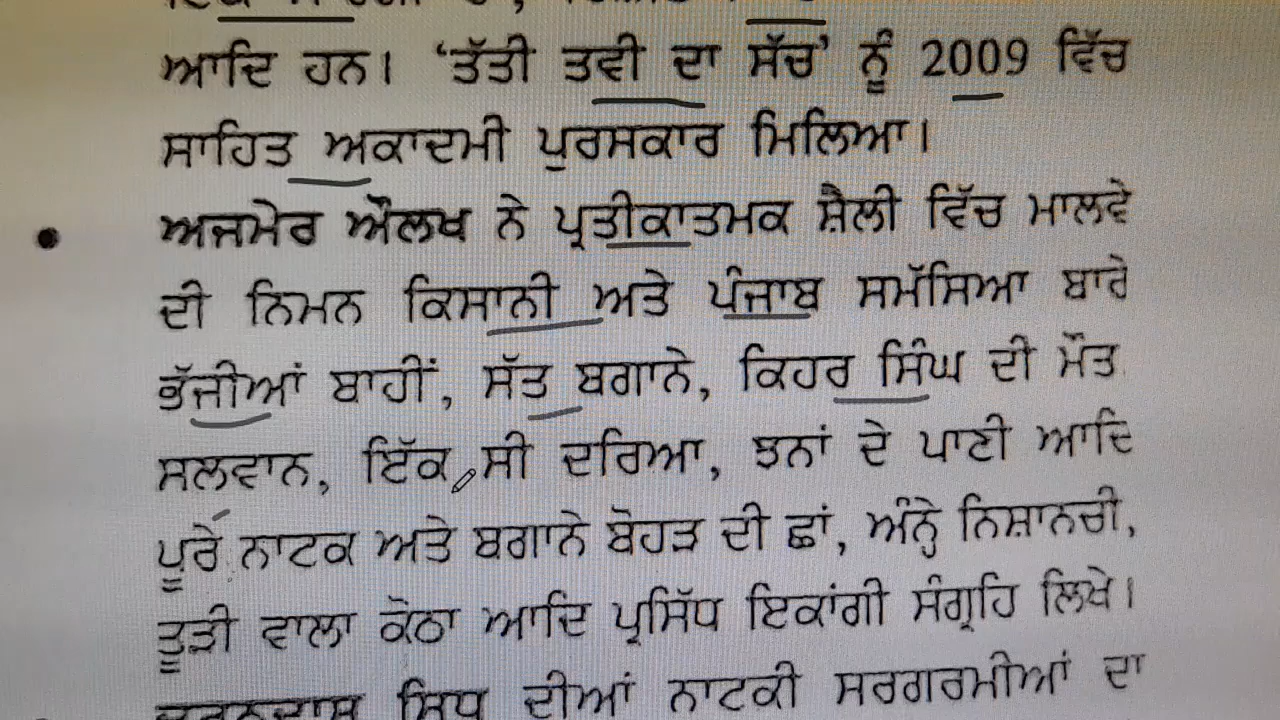 ਆਦਿ ਹਨ। ‘ਤੱਤੀ ਤਵੀ ਦਾ ਸੱਚ’ ਨੂੰ 2009 ਵਿੱਚ
ਸਾਹਿਤ ਅਕਾਦਮੀ ਪੁਰਸਕਾਰ ਮਿਲਿਆ।
ਅਜਮੇਰ ਔਲਖ ਨੇ ਪ੍ਰਤੀਕਾਤਮਕ ਸ਼ੈਲੀ ਵਿੱਚ ਮਾਲਵੇ
ਦੀ ਨਿਮਨ ਕਿਸਾਨੀ ਅਤੇ ਪੰਜਾਬ ਸਮੱਸਿਆ ਬਾਰੇ
ਭੱਜੀਆਂ ਬਾਹੀਂ, ਸੱਤ ਬਗਾਨੇ, ਕਿਹਰ ਸਿੰਘ ਦੀ ਮੌਤ
ਸਲਵਾਨ, ਇੱਕ ਸੀ ਦਰਿਆ, ਝਨਾਂ ਦੇ ਪਾਣੀ ਆਦਿ
ਪੂਰੇ ਨਾਟਕ ਅਤੇ ਬਗਾਨੇ ਬੋਹੜ ਦੀ ਛਾਂ, ਅੰਨ੍ਹੇ ਨਿਸ਼ਾਨਚੀ,
ਤੂੜੀ ਵਾਲਾ ਕੋਠਾ ਆਦਿ ਪ੍ਰਸਿੱਧ ਇਕਾਂਗੀ ਸੰਗ੍ਰਹਿ ਲਿਖੇ।
ਦੀਆਂ ਨਾਟਕੀ ਸਰਗਰਮੀਆਂ ਦਾ